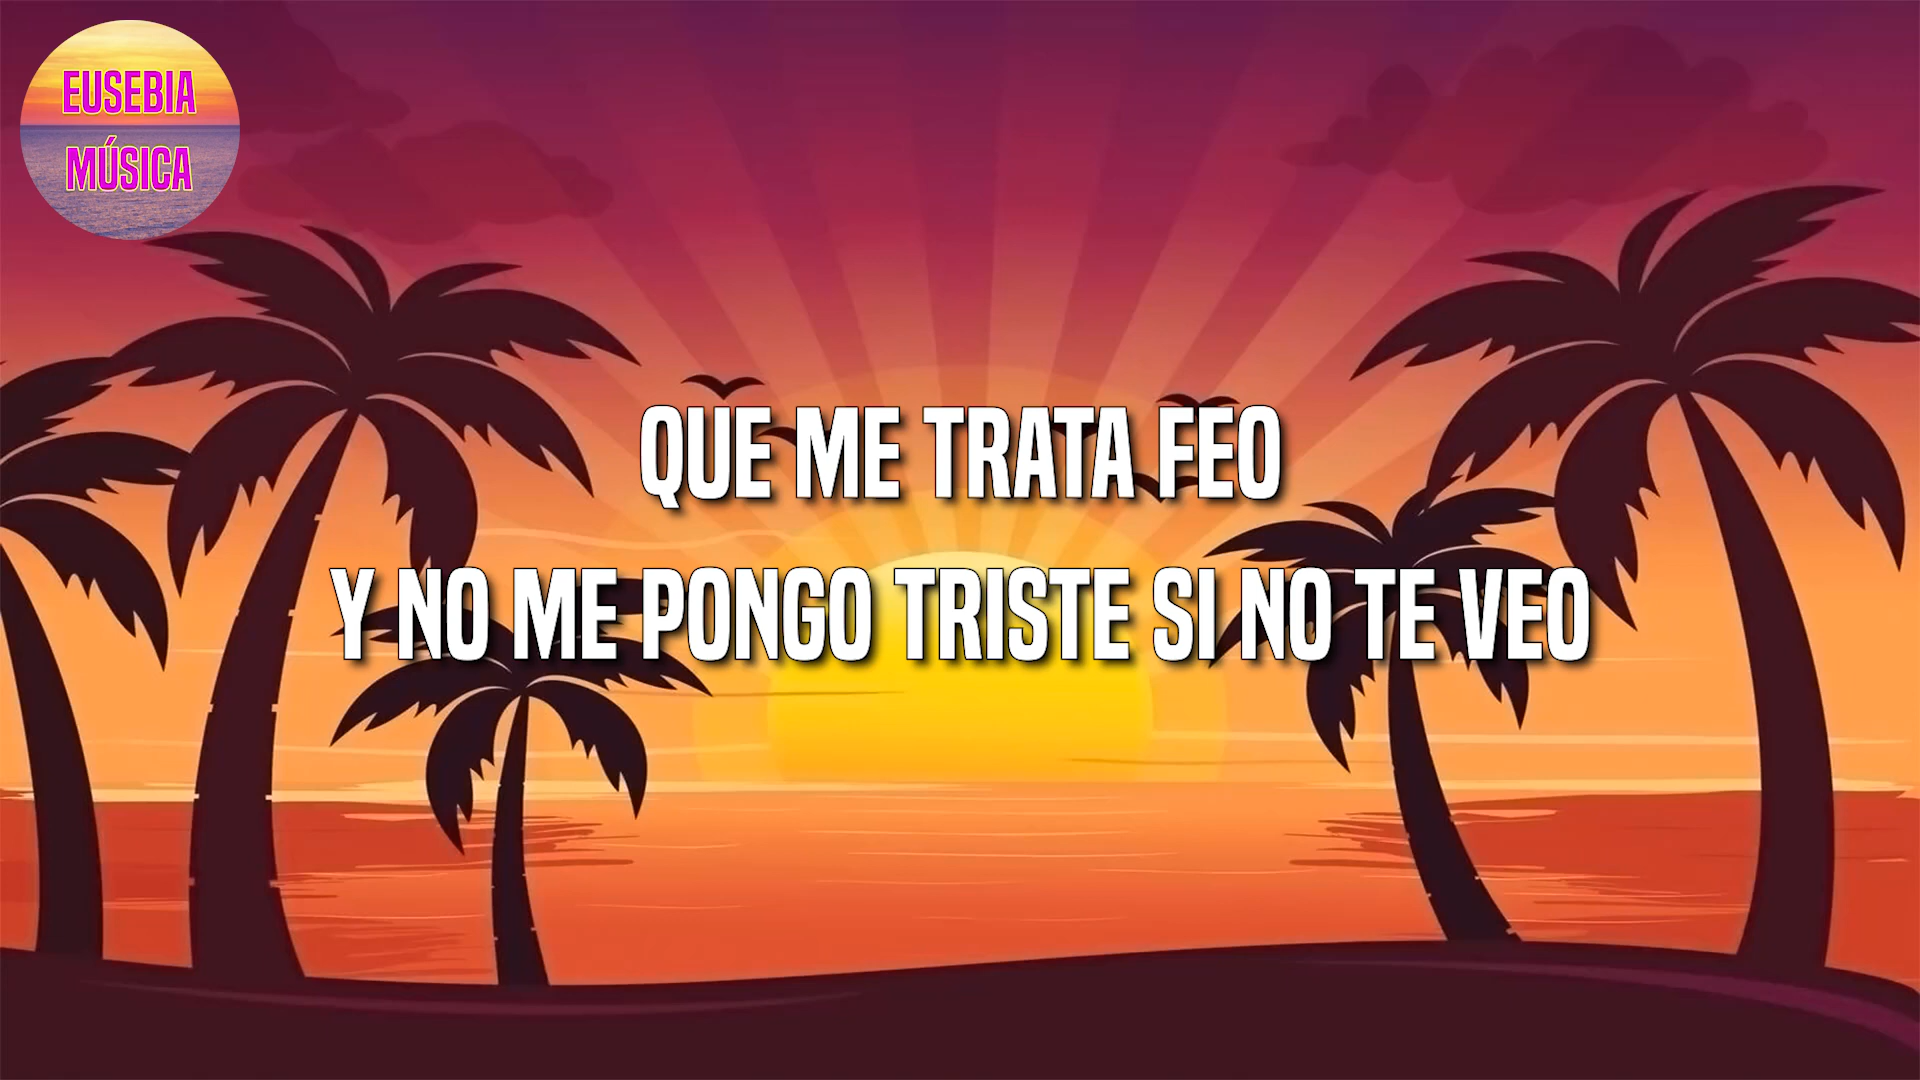 EUSEBIA
MÚSICA
QUE ME TRATA FEO
Y NO ME PONGO TRISTE SI NO TE VEO